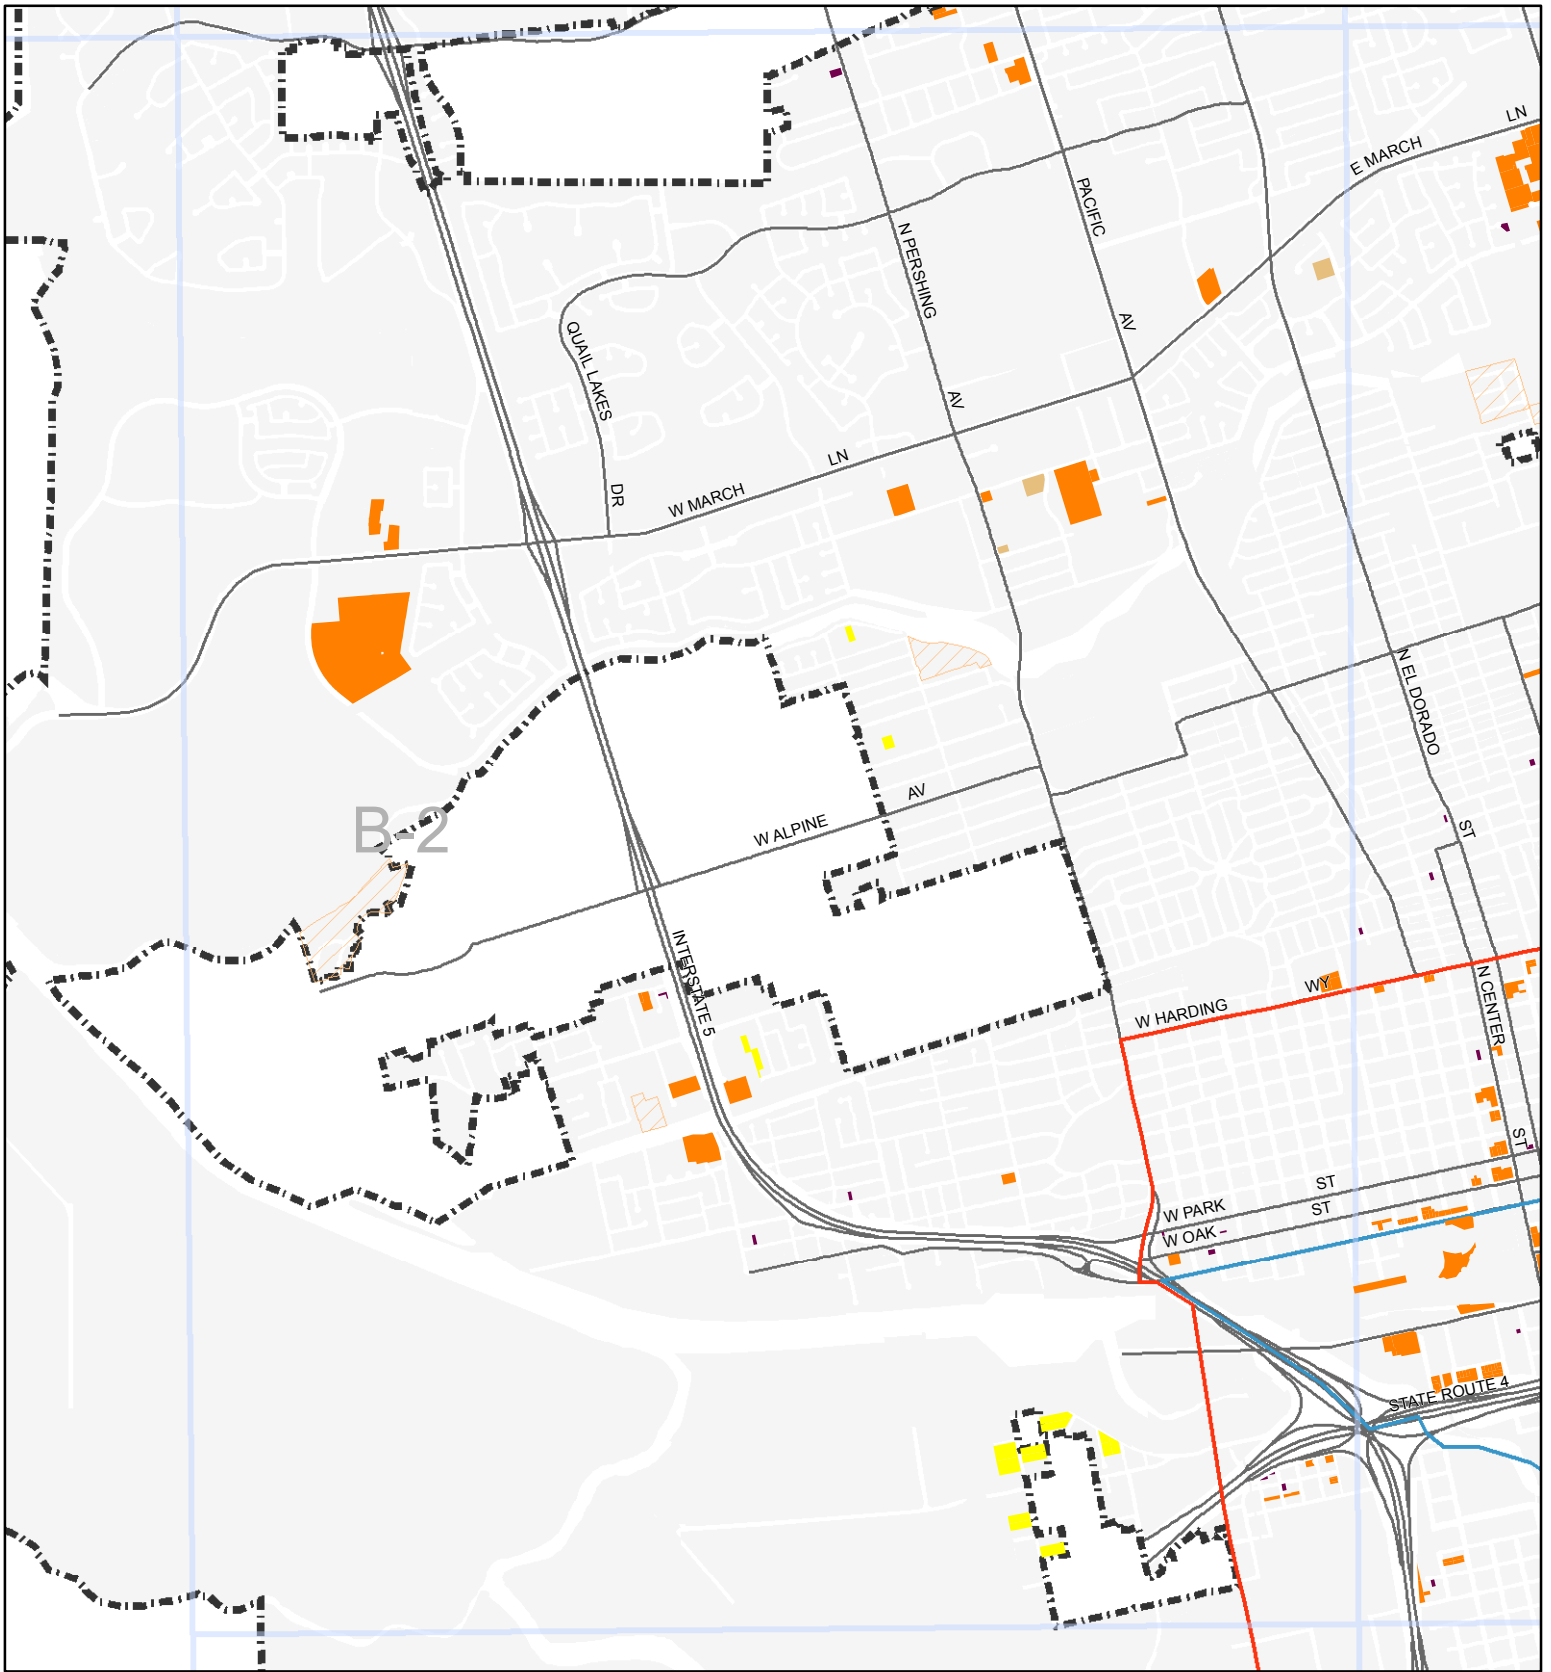 E MARCH
LN
PACIFIC
AV
N PERSHING
AV
QUAIL LAKES
DR
W MARCH
LN
N EL DORADO
ST
B-2
W ALPINE
AV
INTERSTATE 5
W HARDING
WY
N CENTER
ST
W PARK
ST
W OAK
ST
STATE ROUTE 4